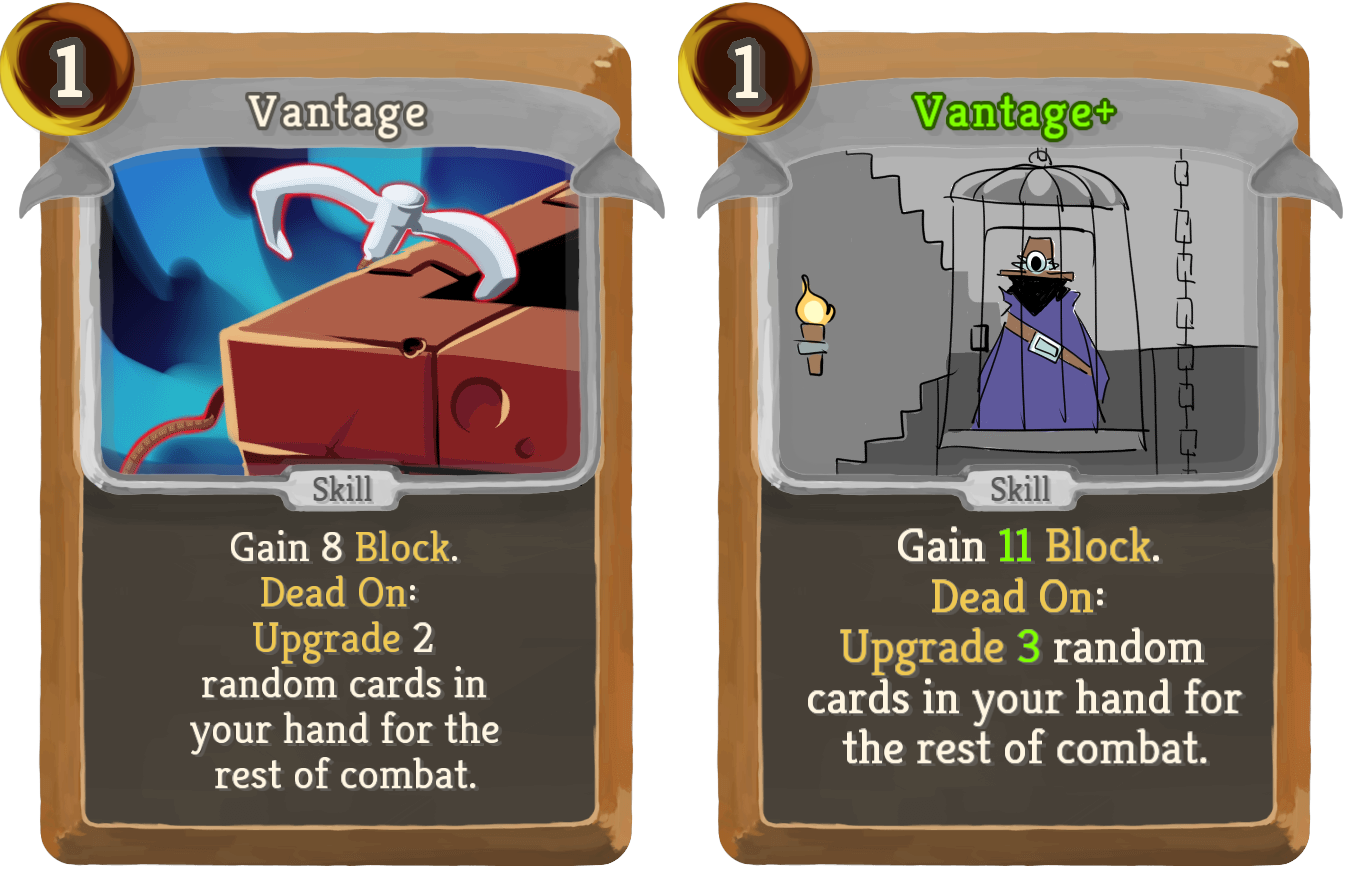 1
Vantage
Skill
Gain 8 Block.
Dead On:
Upgrade 2
random cards in
your hand for the
rest of combat.
1
Vantage+
Skill
Gain 11 Block.
Dead On:
Upgrade 3 random
cards in your hand for
the rest of combat.